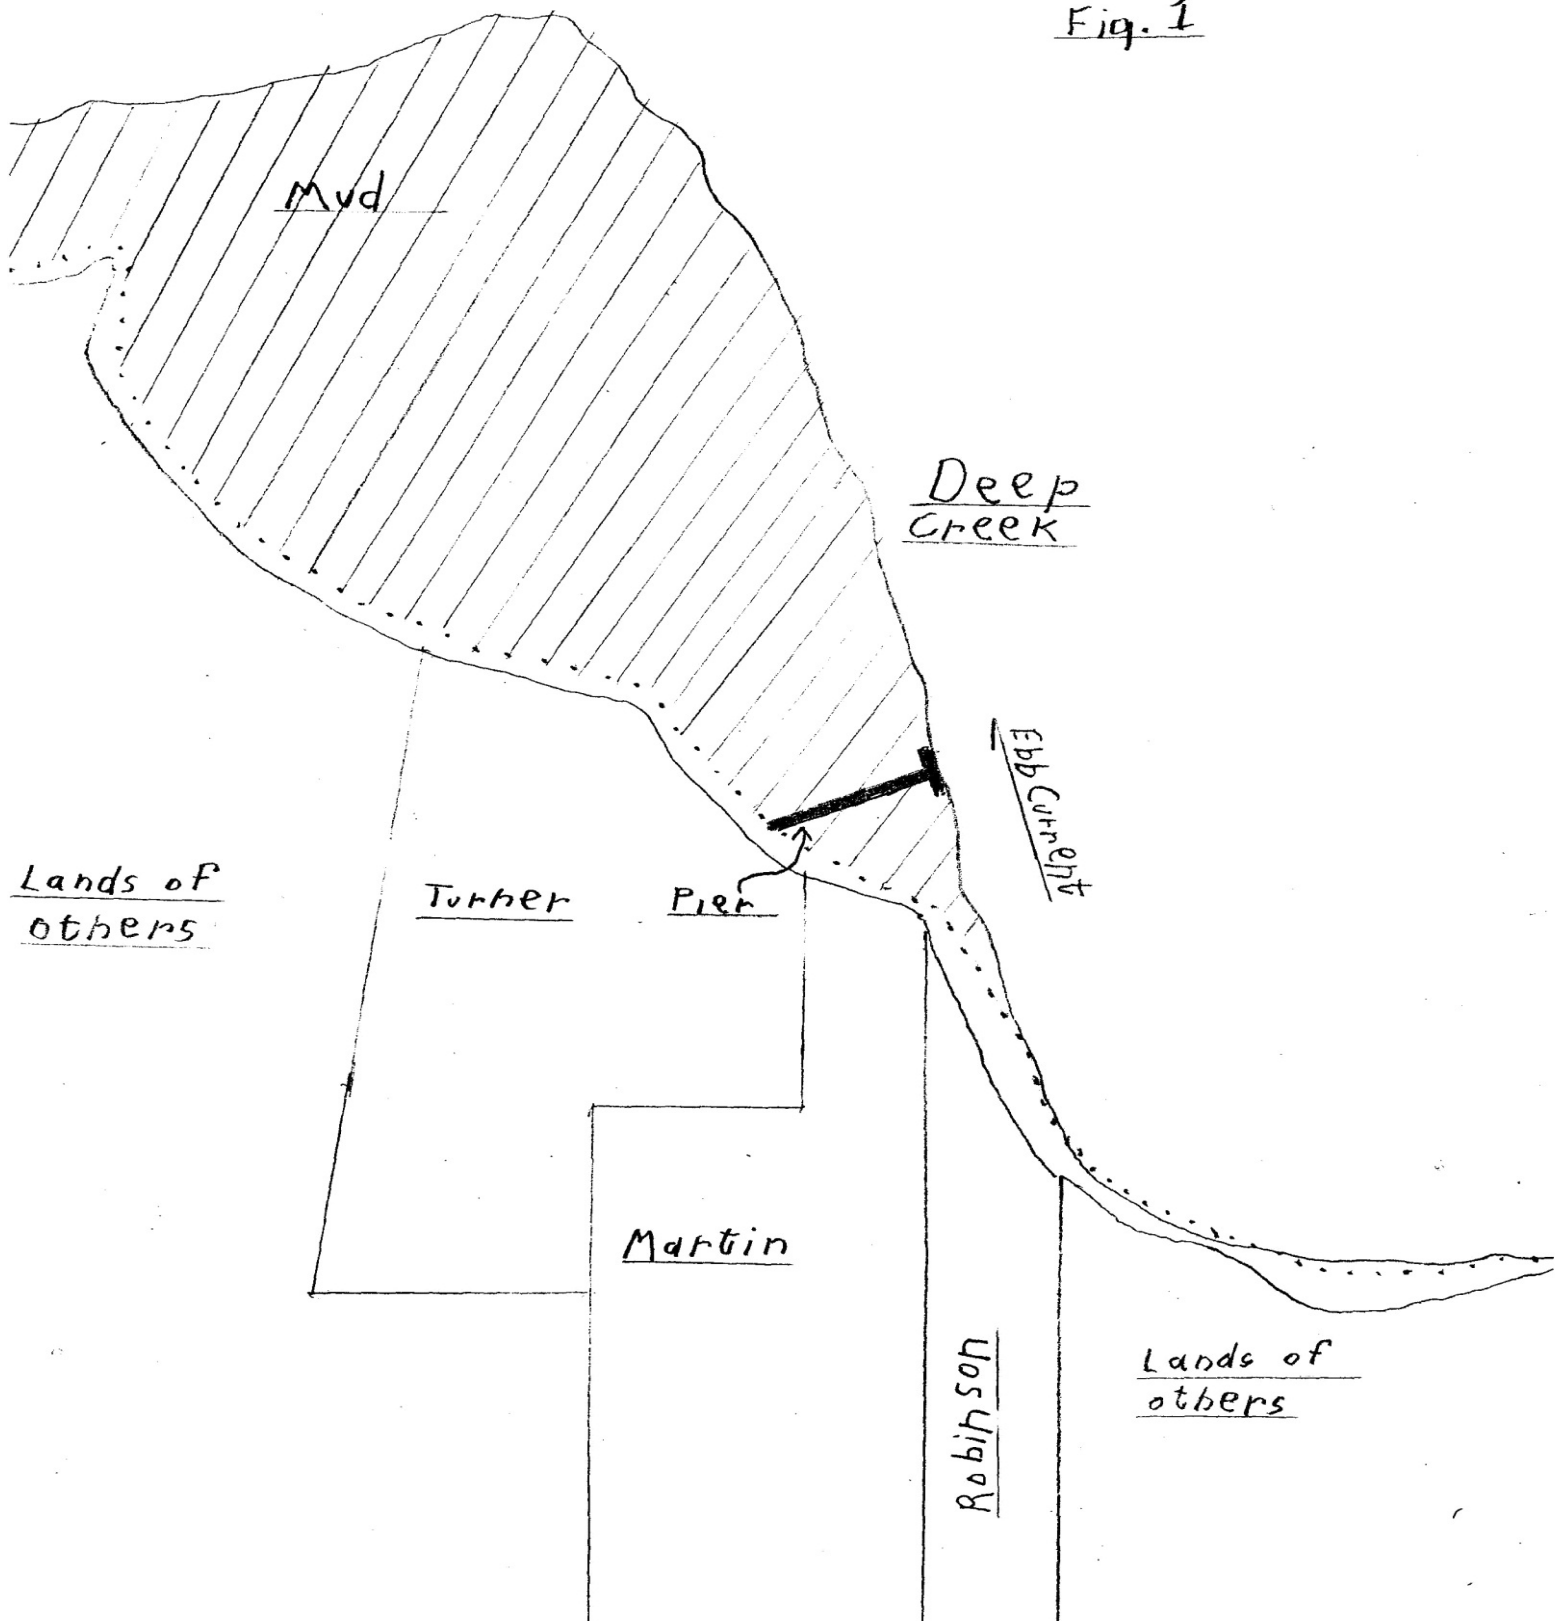 Fig. 1
Mud
Deep
Creek
Ebb Current
Lands of
others
Turner
Pier
Martin
Robinson
Lands of
others